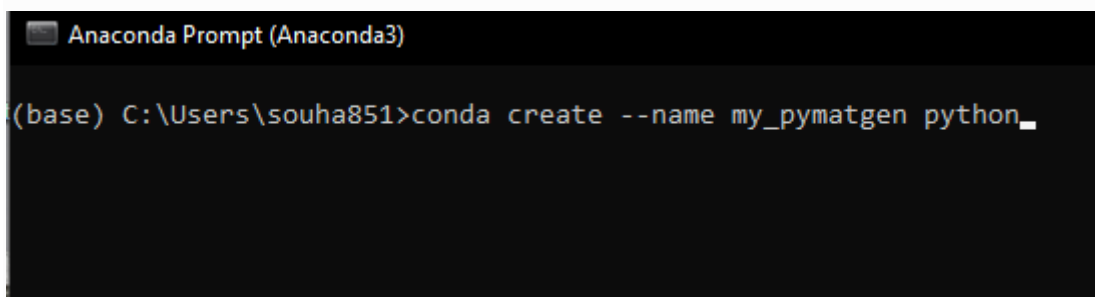 Anaconda Prompt (Anaconda3)
(base) C:\Users\souha851>conda create --name my_pymatgen python